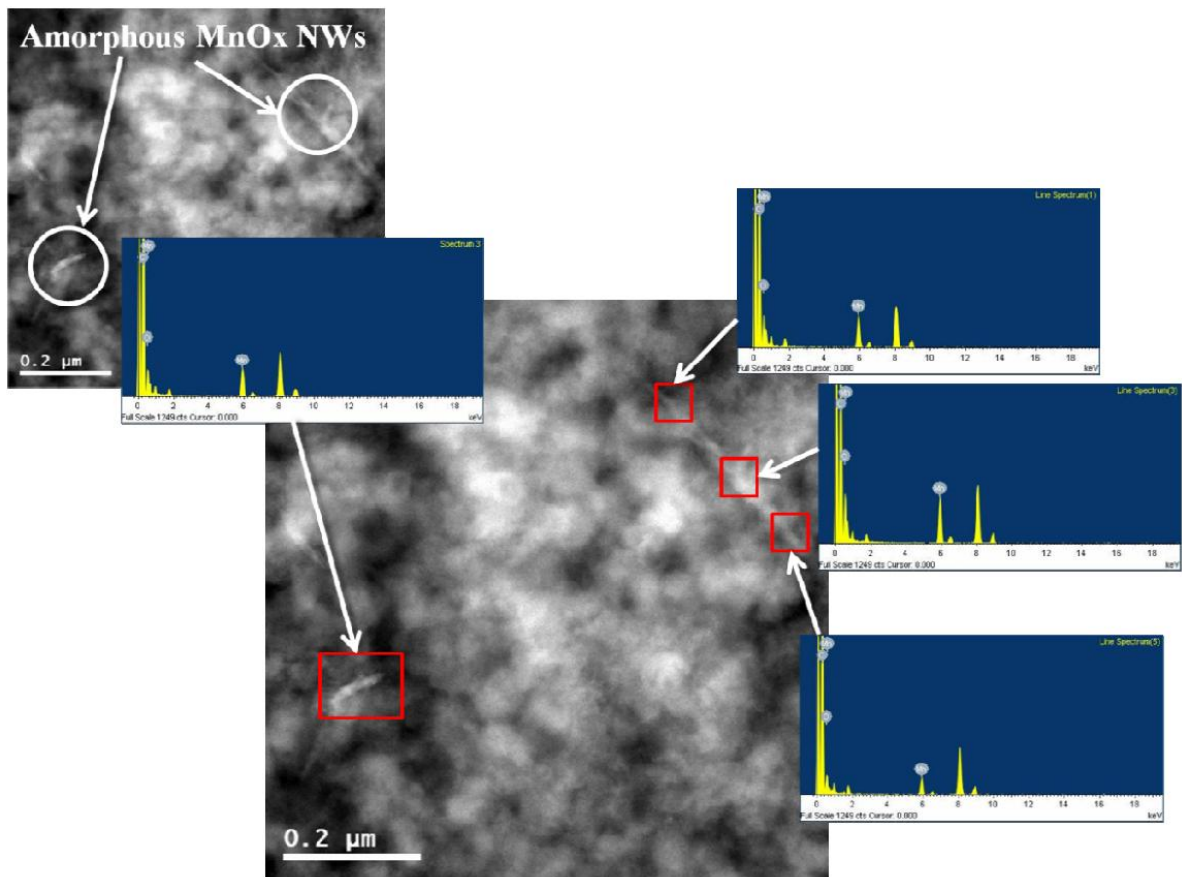 Amorphous MnOx NWs
0.2 µm
Spectrum 3
Mn
0 2 4 6 8 10 12 14 16 18
Full Scale 1249 cts Cursor: 0.000
keV
Line Spectrum(1)
Mn
0 2 4 6 8 10 12 14 16 18
Full Scale 1249 cts Cursor: 0.000
keV
Line Spectrum(3)
Mn
0 2 4 6 8 10 12 14 16 18
Full Scale 1249 cts Cursor: 0.000
keV
Line Spectrum(5)
Mn
0 2 4 6 8 10 12 14 16 18
Full Scale 1249 cts Cursor: 0.000
keV
0.2 µm